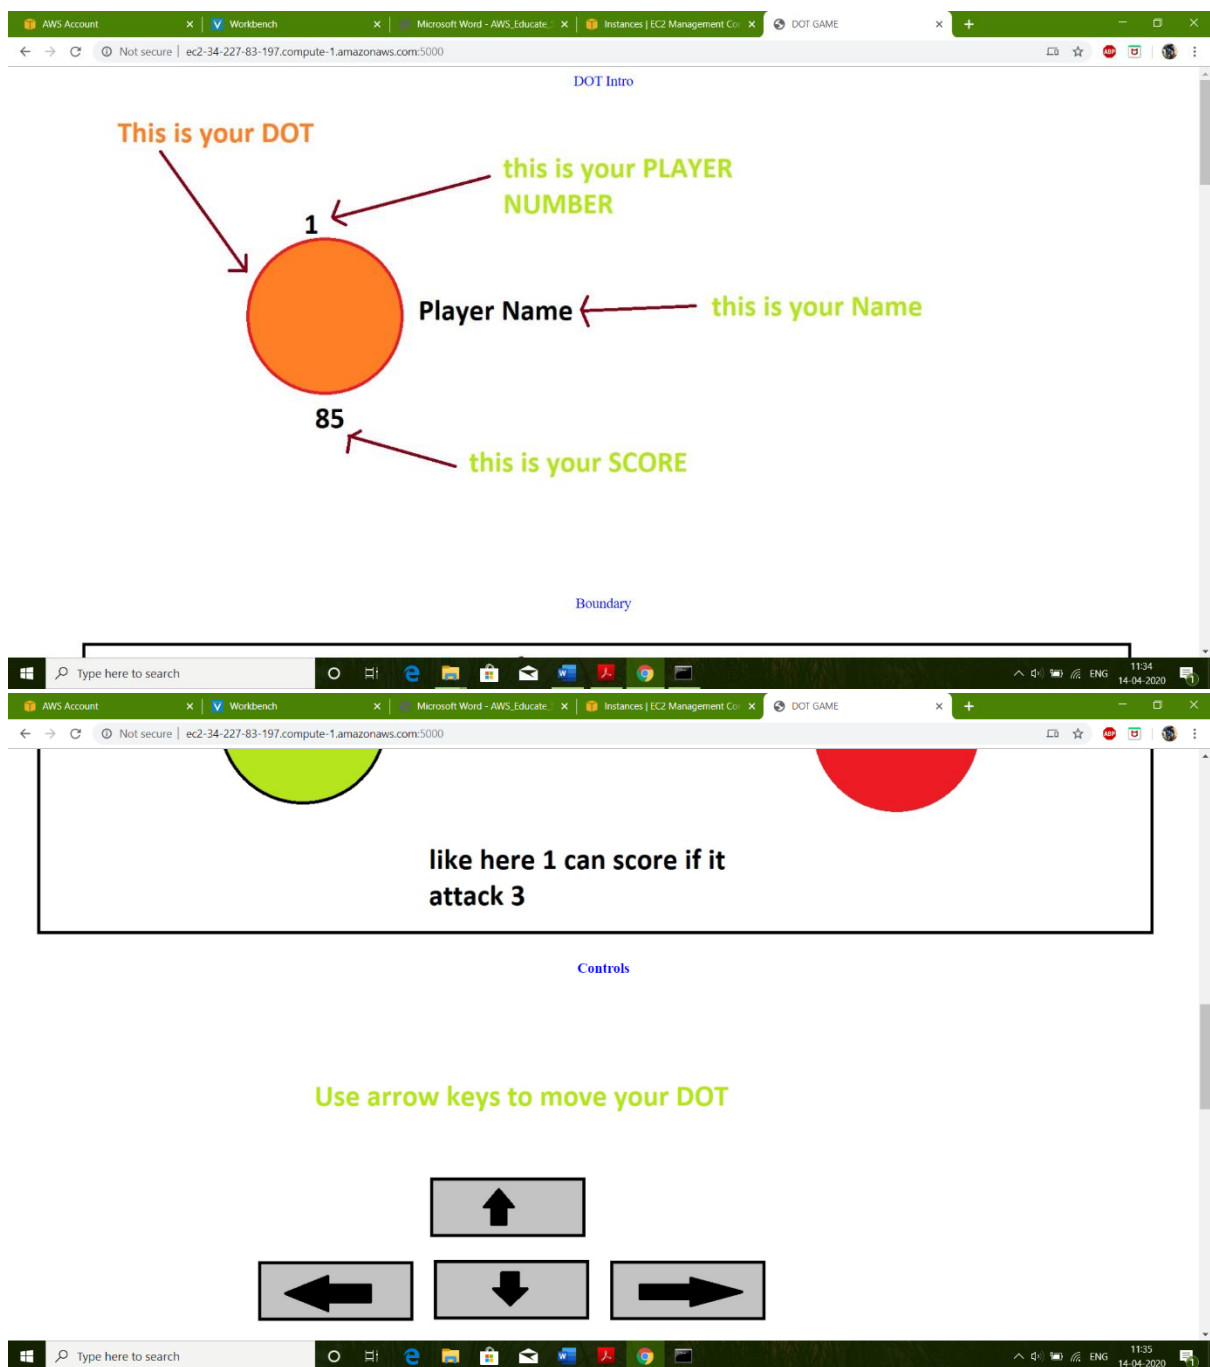 AWS Account
Workbench
Microsoft Word - AWS_Educate_
Instances | EC2 Management Co
DOT GAME
Not secure | ec2-34-227-83-197.compute-1.amazonaws.com:5000
DOT Intro
This is your DOT
this is your PLAYER
NUMBER
1
Player Name
this is your Name
85
this is your SCORE
Boundary
Type here to search
ENG
11:34
14-04-2020
AWS Account
Workbench
Microsoft Word - AWS_Educate_
Instances | EC2 Management Co
DOT GAME
Not secure | ec2-34-227-83-197.compute-1.amazonaws.com:5000
like here 1 can score if it
attack 3
Controls
Use arrow keys to move your DOT
Type here to search
ENG
11:35
14-04-2020